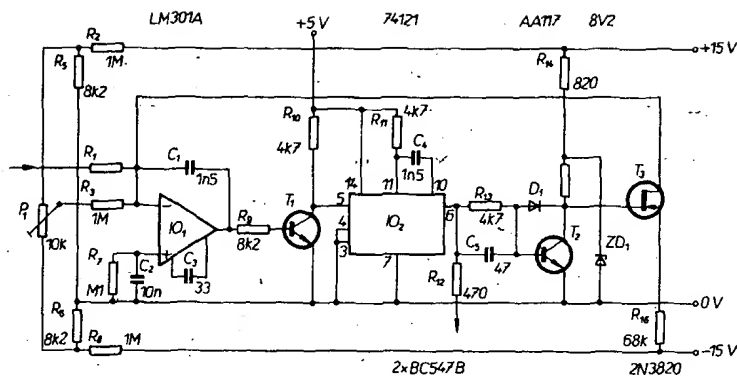 LM301A
+5 V
74121
AA117
8V2
R2
1M
R5
8k2
R14
820
+15 V
R10
4k7
R11
4k7
C4
1n5
R1
C1
1n5
R3
1M
P1
10k
IO1
−
+
R9
8k2
T1
14
11
10
5
4
3
IO2
7
6
R13
4k7
D1
C5
47
T2
T3
ZD1
R7
M1
C2
10n
C3
33
R12
470
0 V
R6
8k2
R8
1M
R16
68k
−15 V
2xBC547B
2N3820